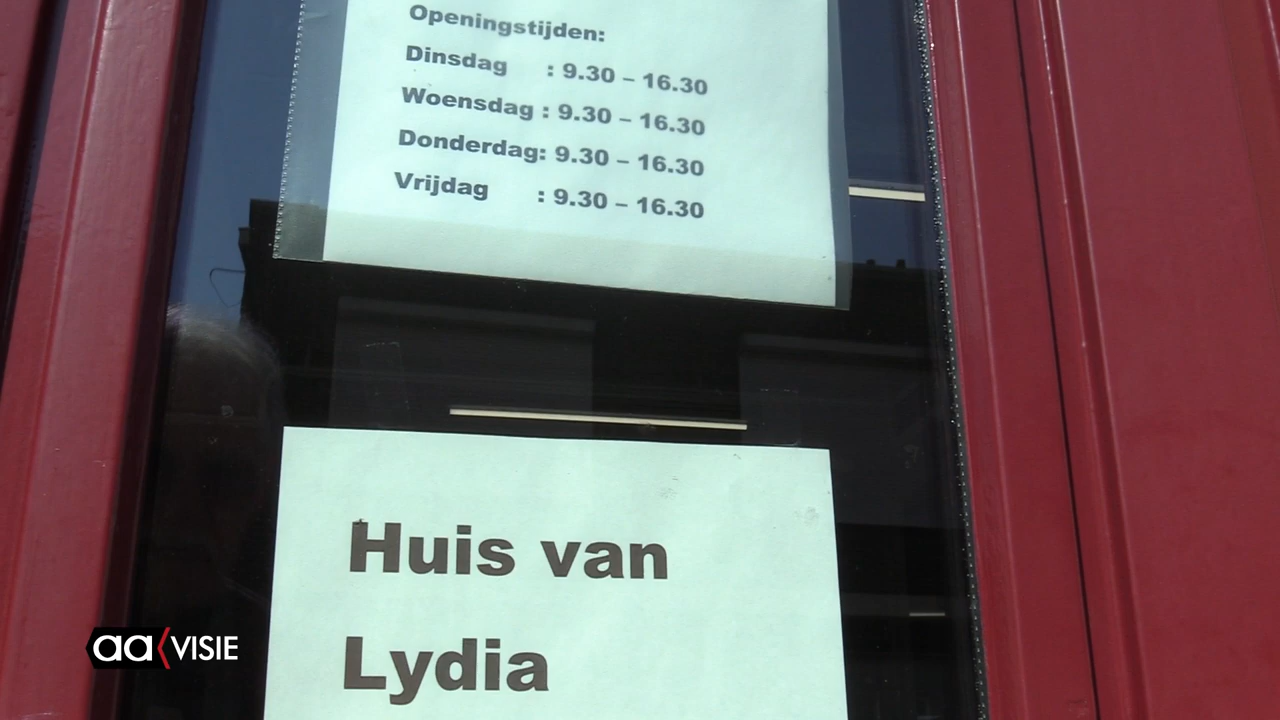 Openingstijden:
Dinsdag : 9.30 – 16.30
Woensdag : 9.30 – 16.30
Donderdag: 9.30 – 16.30
Vrijdag : 9.30 – 16.30
Huis van
Lydia
aa VISIE